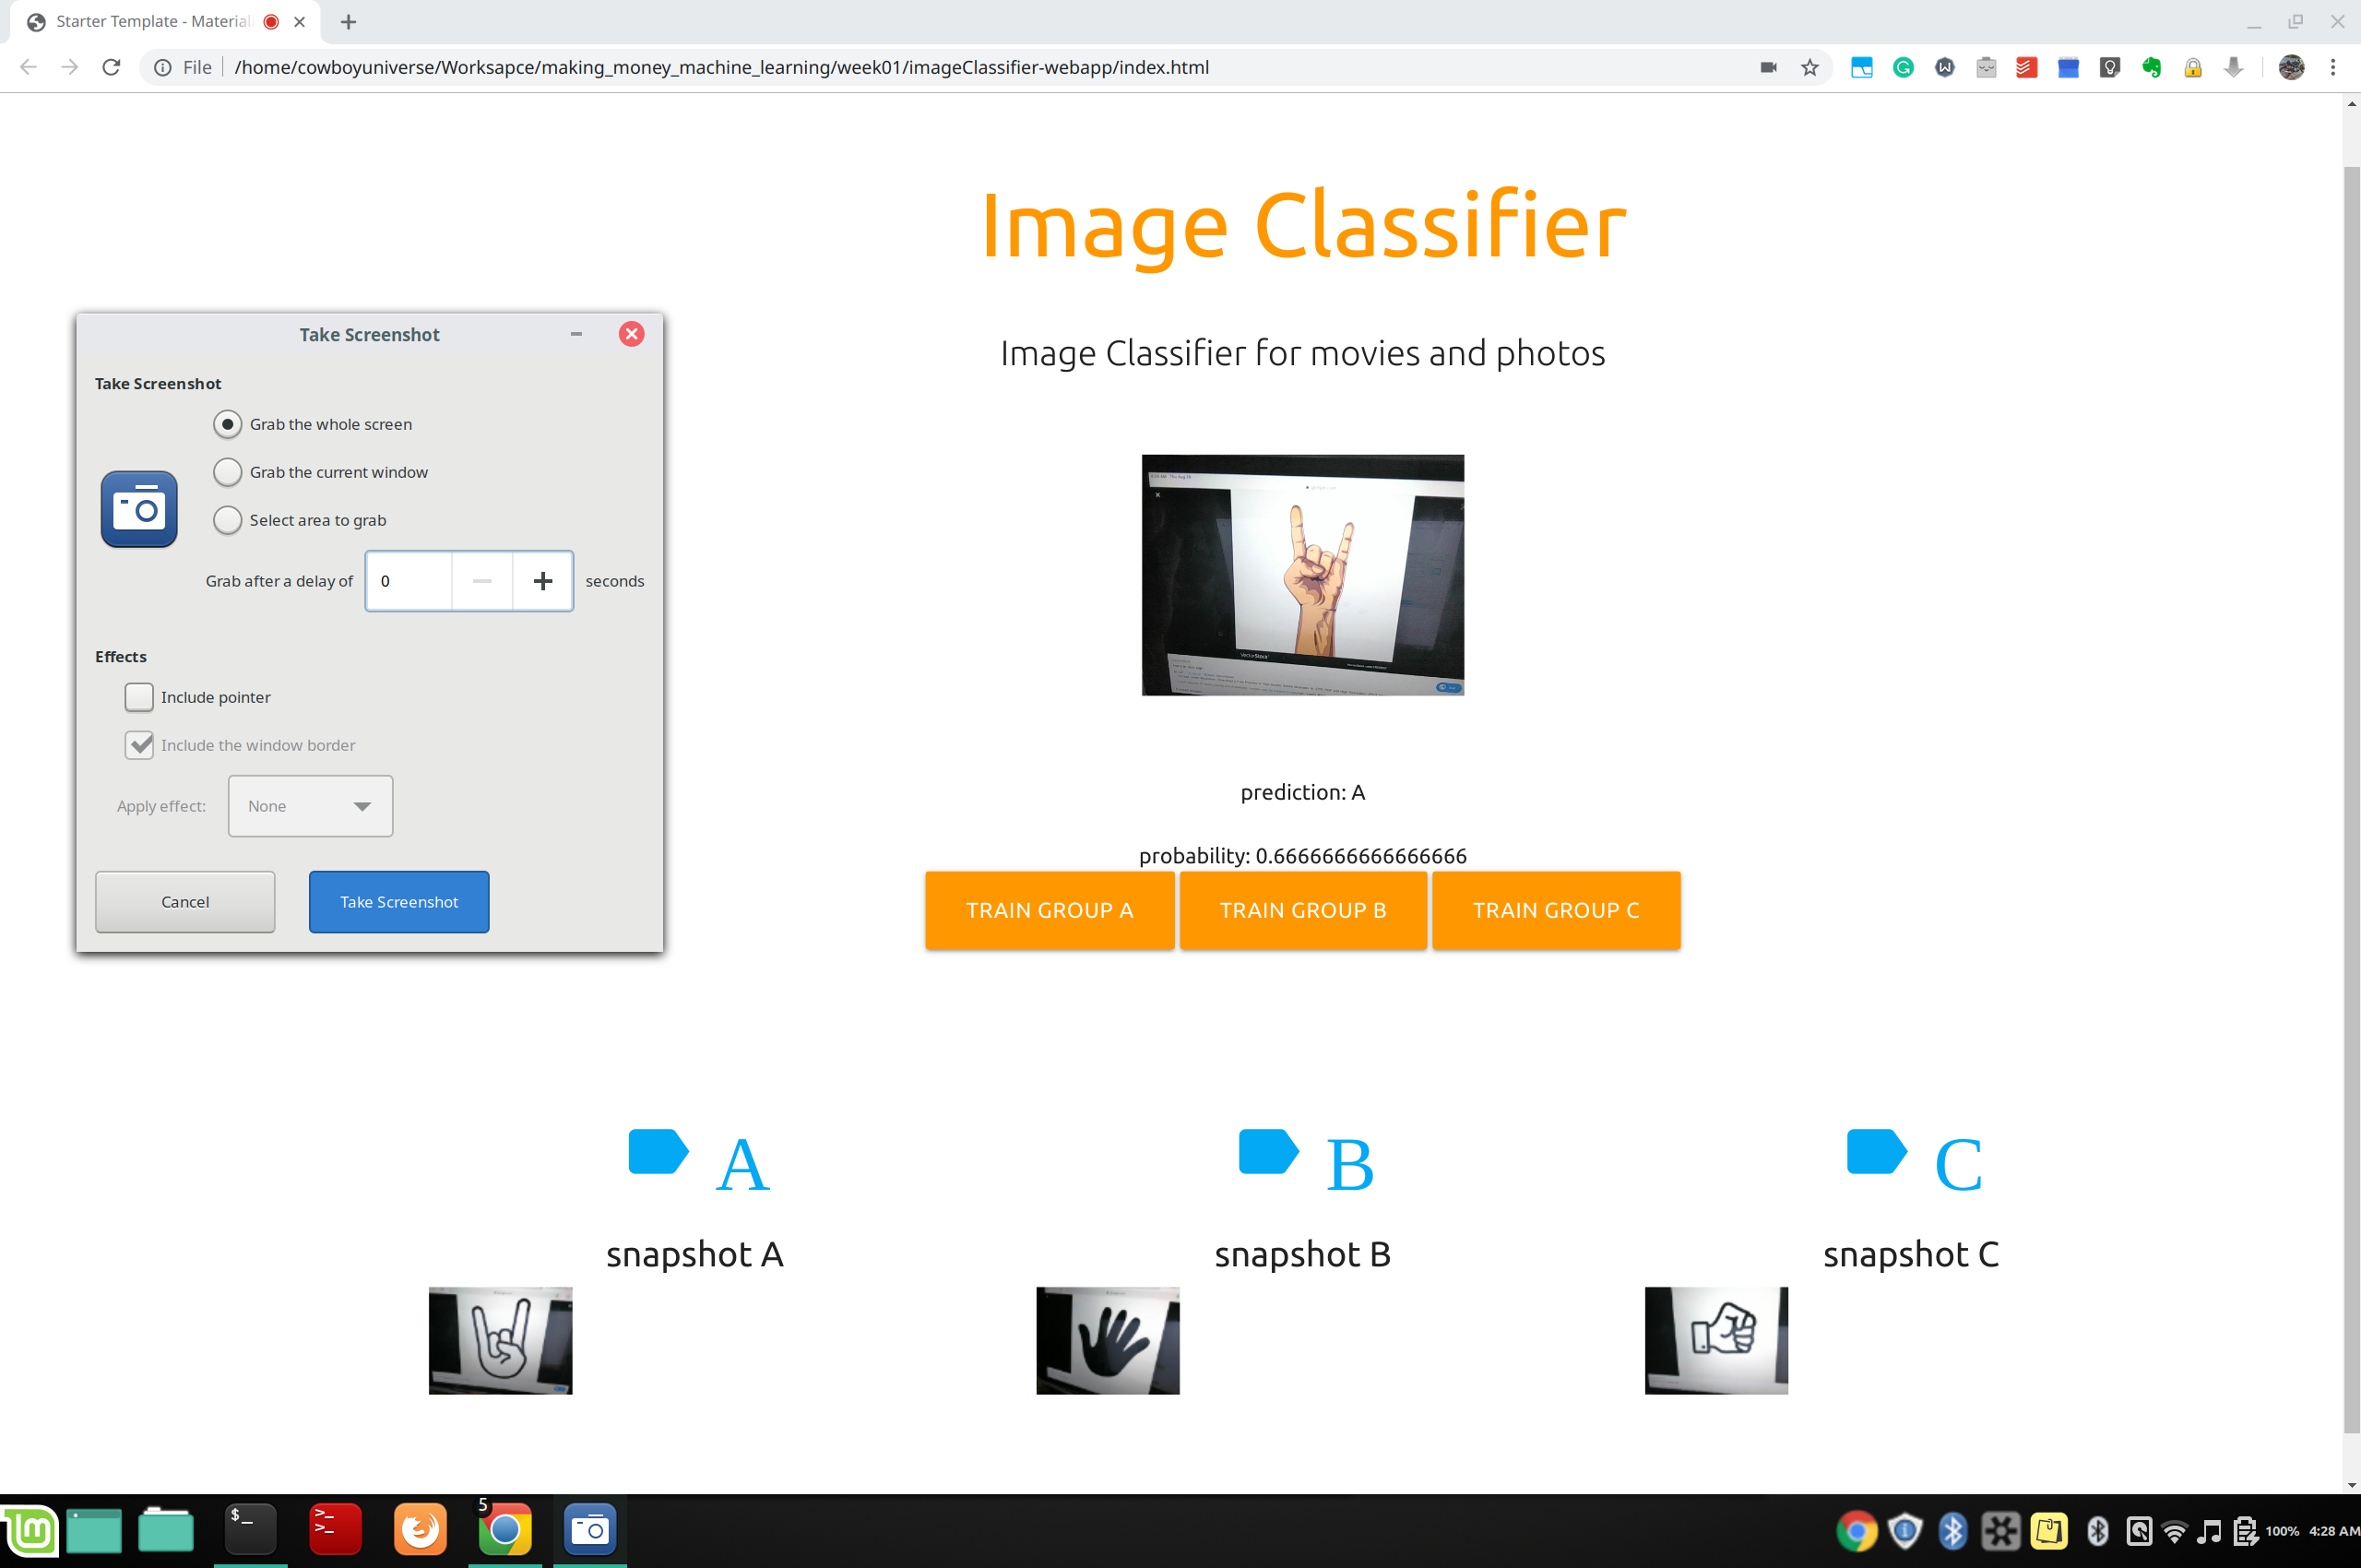 Starter Template - Material
File
/home/cowboyuniverse/Worksapce/making_money_machine_learning/week01/imageClassifier-webapp/index.html
Image Classifier
Image Classifier for movies and photos
Take Screenshot
Take Screenshot
Grab the whole screen
Grab the current window
Select area to grab
Grab after a delay of 0 seconds
Effects
Include pointer
Include the window border
Apply effect: None
Cancel Take Screenshot
VectorStock
prediction: A
probability: 0.6666666666666666
TRAIN GROUP A TRAIN GROUP B TRAIN GROUP C
A B C
snapshot A snapshot B snapshot C
5
100% 4:28 AM